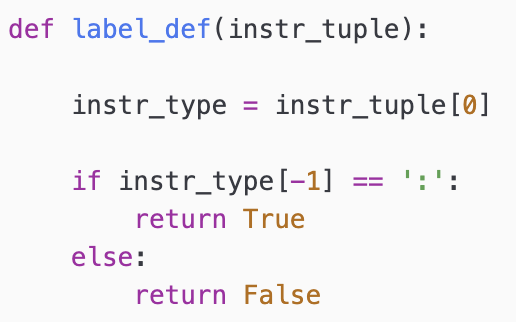 def label_def(instr_tuple):
    instr_type = instr_tuple[0]
    if instr_type[-1] == ':':
        return True
    else:
        return False